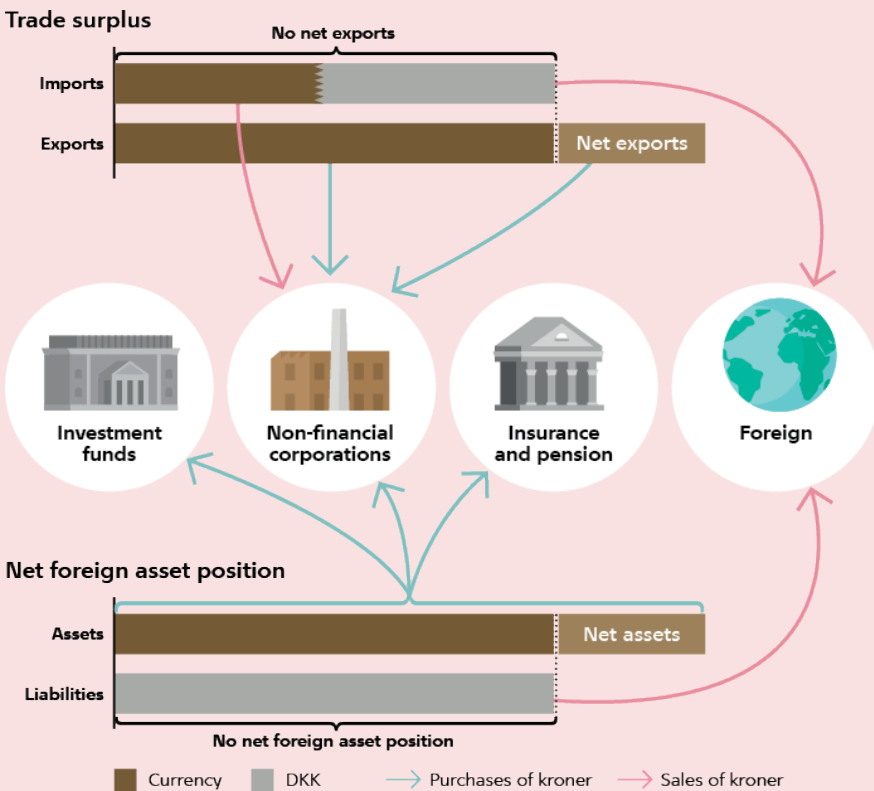 Trade surplus
No net exports
Imports
Exports
Net exports
Investment
funds
Non-financial
corporations
Insurance
and pension
Foreign
Net foreign asset position
Assets
Net assets
Liabilities
No net foreign asset position
Currency
DKK
Purchases of kroner
Sales of kroner